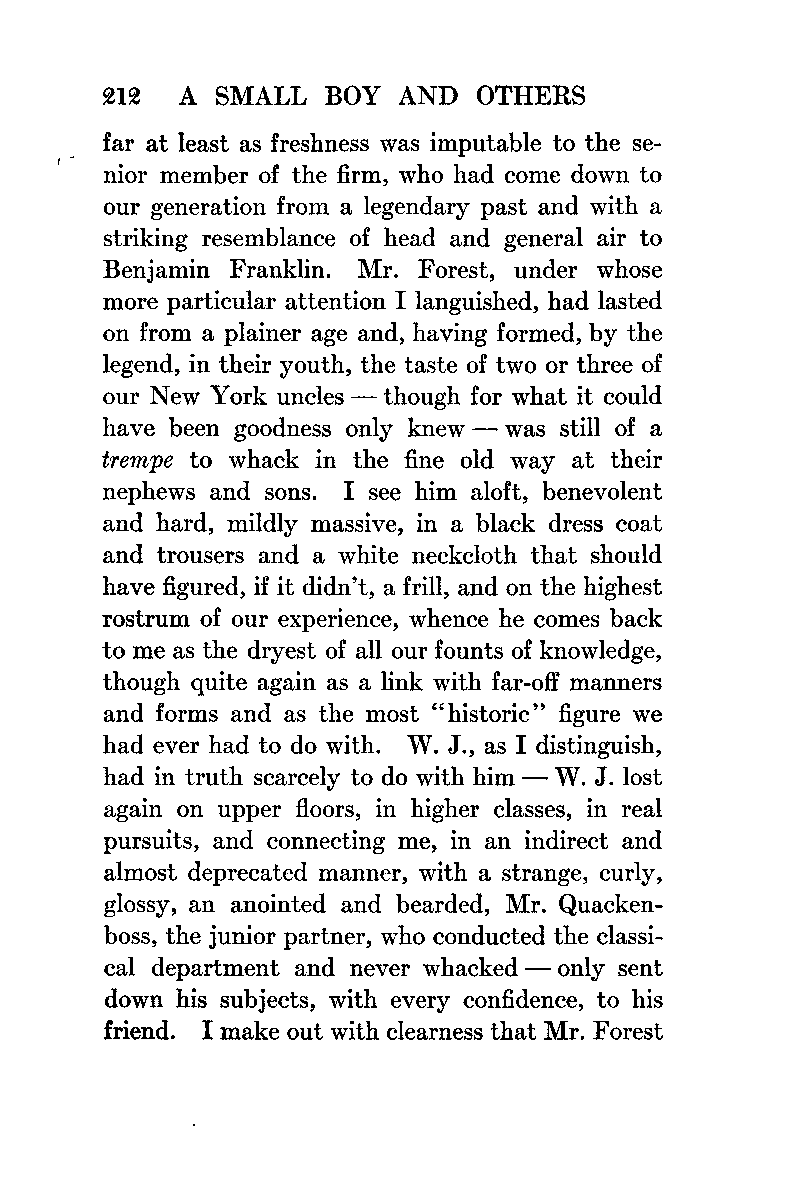 212 A SMALL BOY AND OTHERS
far at least as freshness was imputable to the se-
nior member of the firm, who had come down to
our generation from a legendary past and with a
striking resemblance of head and general air to
Benjamin Franklin. Mr. Forest, under whose
more particular attention I languished, had lasted
on from a plainer age and, having formed, by the
legend, in their youth, the taste of two or three of
our New York uncles — though for what it could
have been goodness only knew — was still of a
trempe to whack in the fine old way at their
nephews and sons. I see him aloft, benevolent
and hard, mildly massive, in a black dress coat
and trousers and a white neckcloth that should
have figured, if it didn't, a frill, and on the highest
rostrum of our experience, whence he comes back
to me as the dryest of all our founts of knowledge,
though quite again as a link with far-off manners
and forms and as the most “historic” figure we
had ever had to do with. W. J., as I distinguish,
had in truth scarcely to do with him — W. J. lost
again on upper floors, in higher classes, in real
pursuits, and connecting me, in an indirect and
almost deprecated manner, with a strange, curly,
glossy, an anointed and bearded, Mr. Quacken-
boss, the junior partner, who conducted the classi-
cal department and never whacked — only sent
down his subjects, with every confidence, to his
friend. I make out with clearness that Mr. Forest